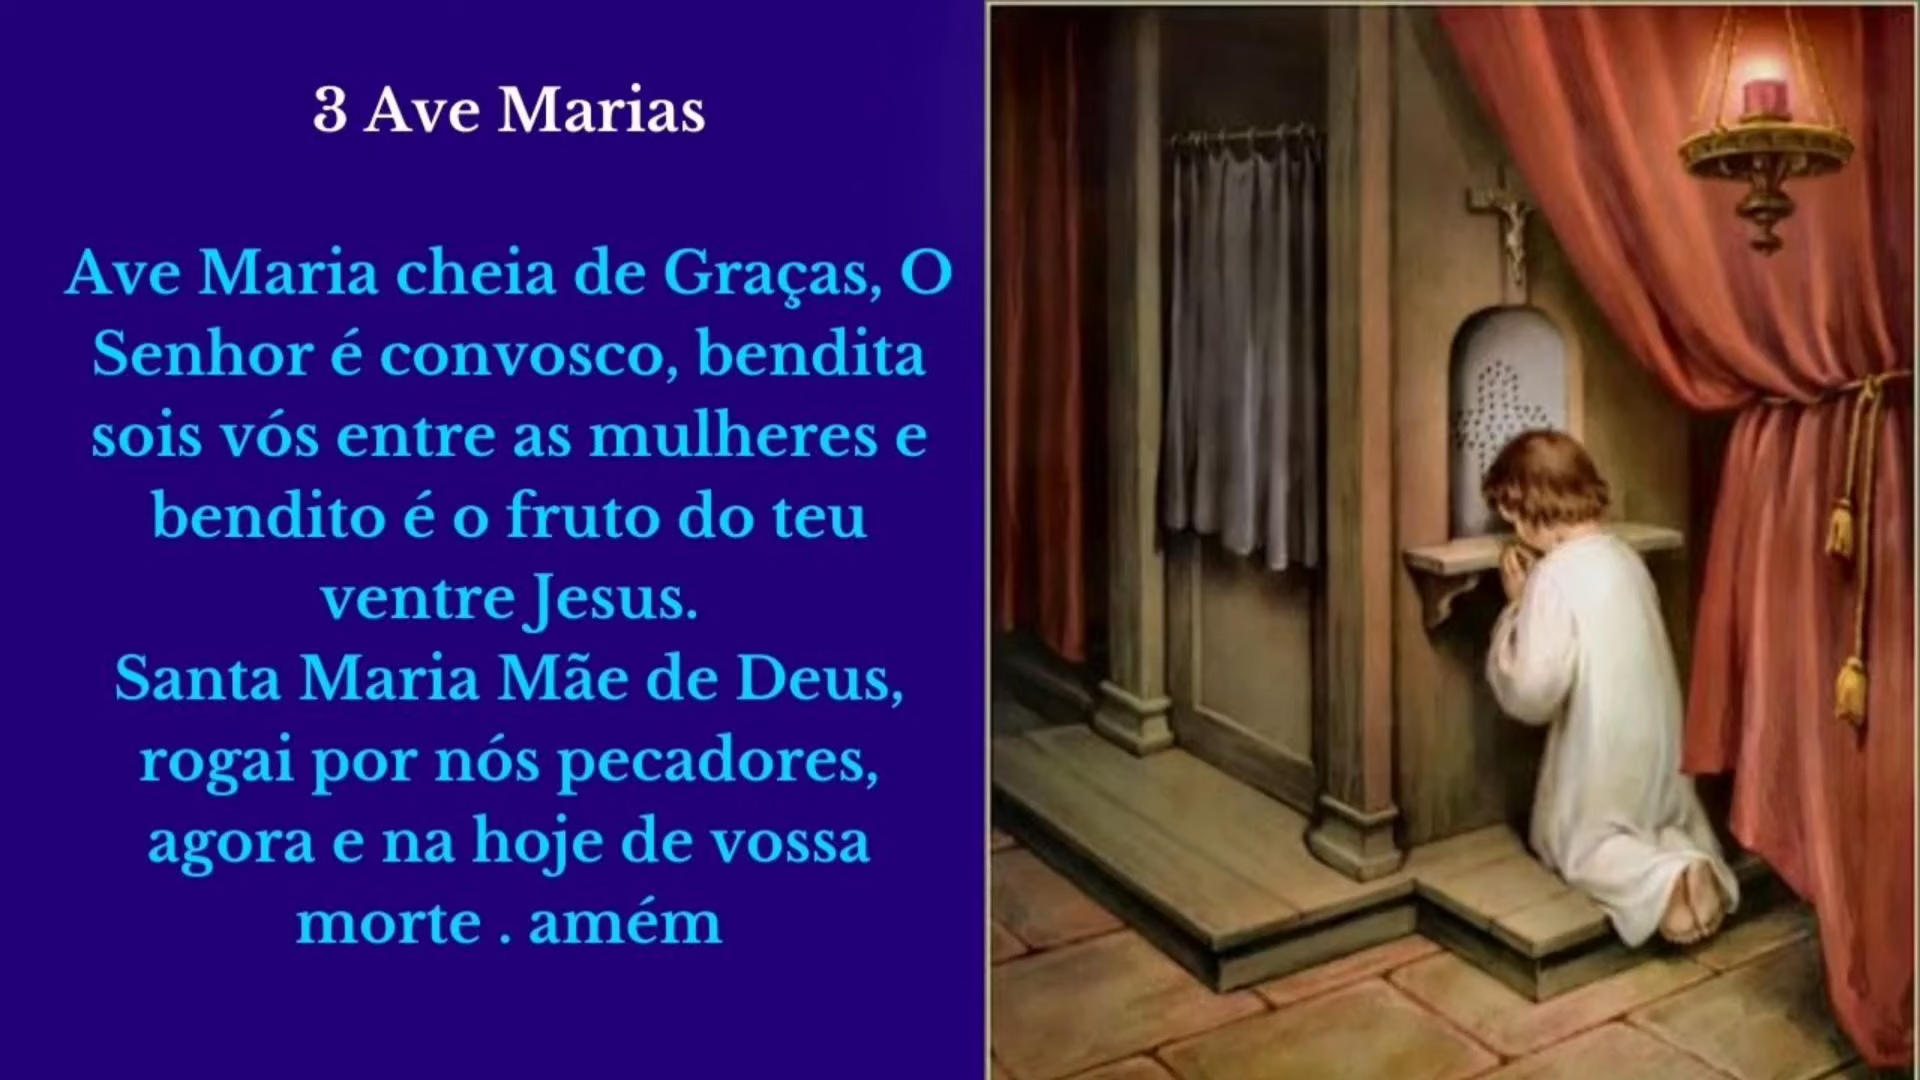 3 Ave Marias
Ave Maria cheia de Graças, O
Senhor é convosco, bendita
sois vós entre as mulheres e
bendito é o fruto do teu
ventre Jesus.
Santa Maria Mãe de Deus,
rogai por nós pecadores,
agora e na hoje de vossa
morte . amém